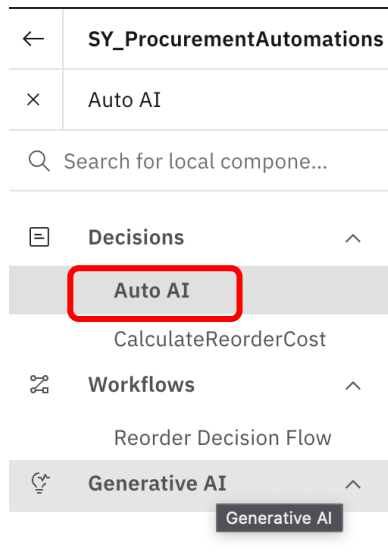 SY_ProcurementAutomations
Auto AI
Search for local compone...
Decisions
Auto AI
CalculateReorderCost
Workflows
Reorder Decision Flow
Generative AI
Generative AI